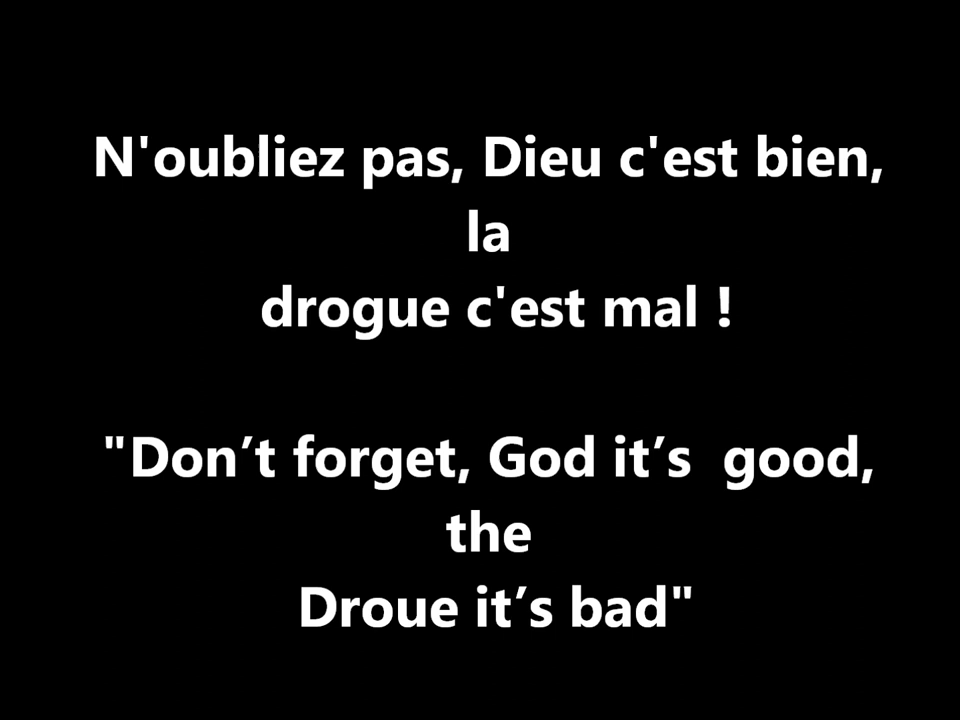 N'oubliez pas, Dieu c'est bien,
la
drogue c'est mal !
"Don’t forget, God it’s  good,
the
Droue it’s bad"